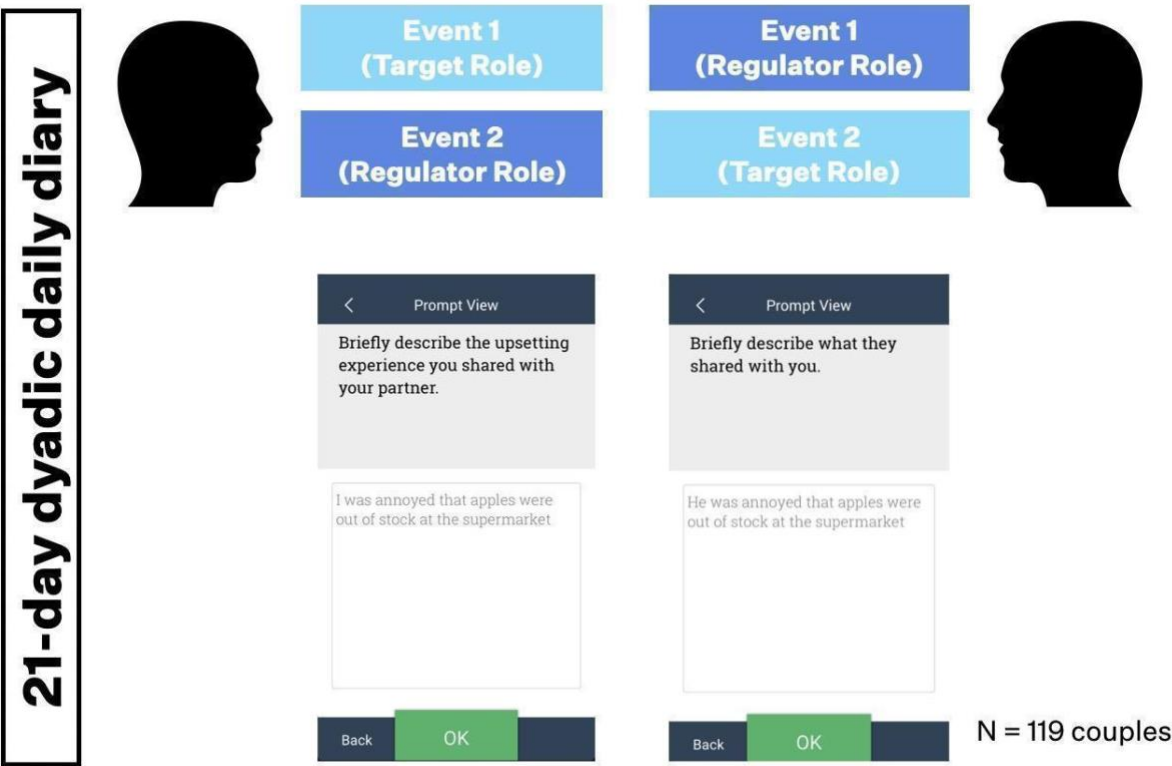 21-day dyadic daily diary
Event 1
(Target Role)
Event 1
(Regulator Role)
Event 2
(Regulator Role)
Event 2
(Target Role)
Prompt View
Briefly describe the upsetting
experience you shared with
your partner.
I was annoyed that apples were
out of stock at the supermarket
Back
OK
Prompt View
Briefly describe what they
shared with you.
He was annoyed that apples were
out of stock at the supermarket
Back
OK
N = 119 couples